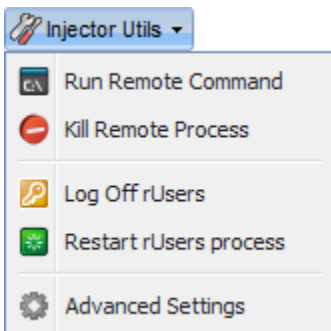 Injector Utils
Run Remote Command
Kill Remote Process
Log Off rUsers
Restart rUsers process
Advanced Settings